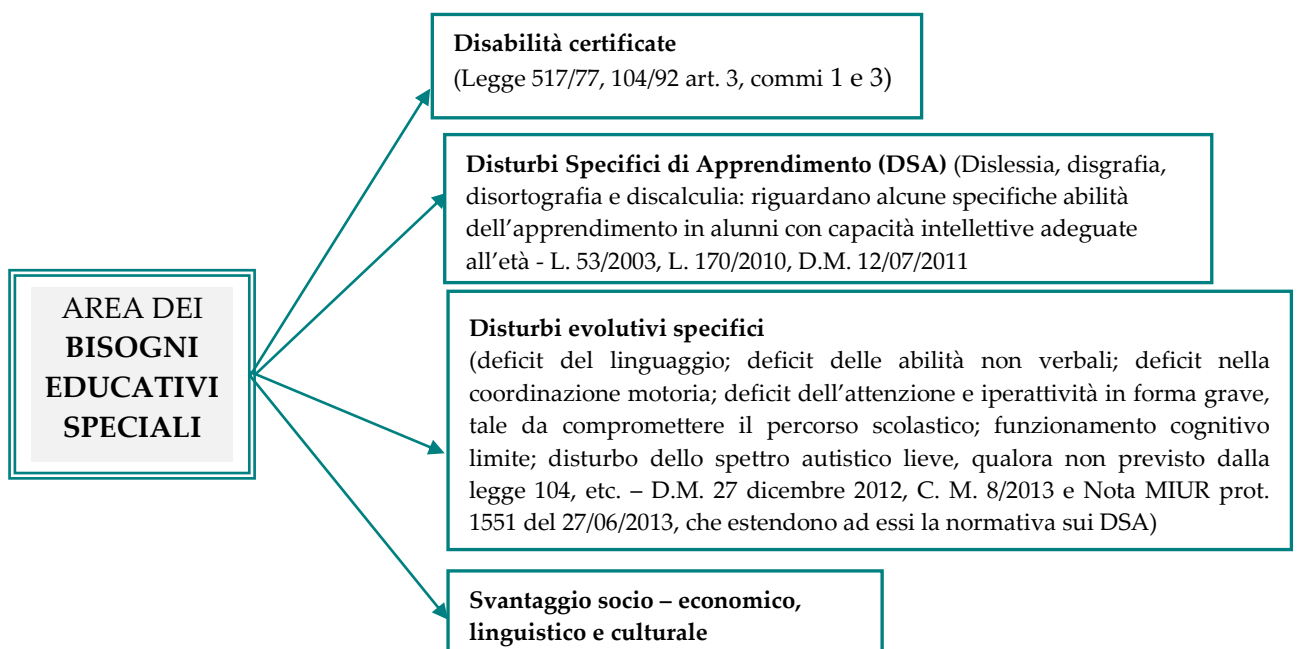 Disabilità certificate
(Legge 517/77, 104/92 art. 3, commi 1 e 3)
Disturbi Specifici di Apprendimento (DSA) (Dislessia, disgrafia,
disortografia e discalculia: riguardano alcune specifiche abilità
dell’apprendimento in alunni con capacità intellettive adeguate
all’età - L. 53/2003, L. 170/2010, D.M. 12/07/2011
AREA DEI
BISOGNI
EDUCATIVI
SPECIALI
Disturbi evolutivi specifici
(deficit del linguaggio; deficit delle abilità non verbali; deficit nella
coordinazione motoria; deficit dell’attenzione e iperattività in forma grave,
tale da compromettere il percorso scolastico; funzionamento cognitivo
limite; disturbo dello spettro autistico lieve, qualora non previsto dalla
legge 104, etc. – D.M. 27 dicembre 2012, C. M. 8/2013 e Nota MIUR prot.
1551 del 27/06/2013, che estendono ad essi la normativa sui DSA)
Svantaggio socio – economico,
linguistico e culturale